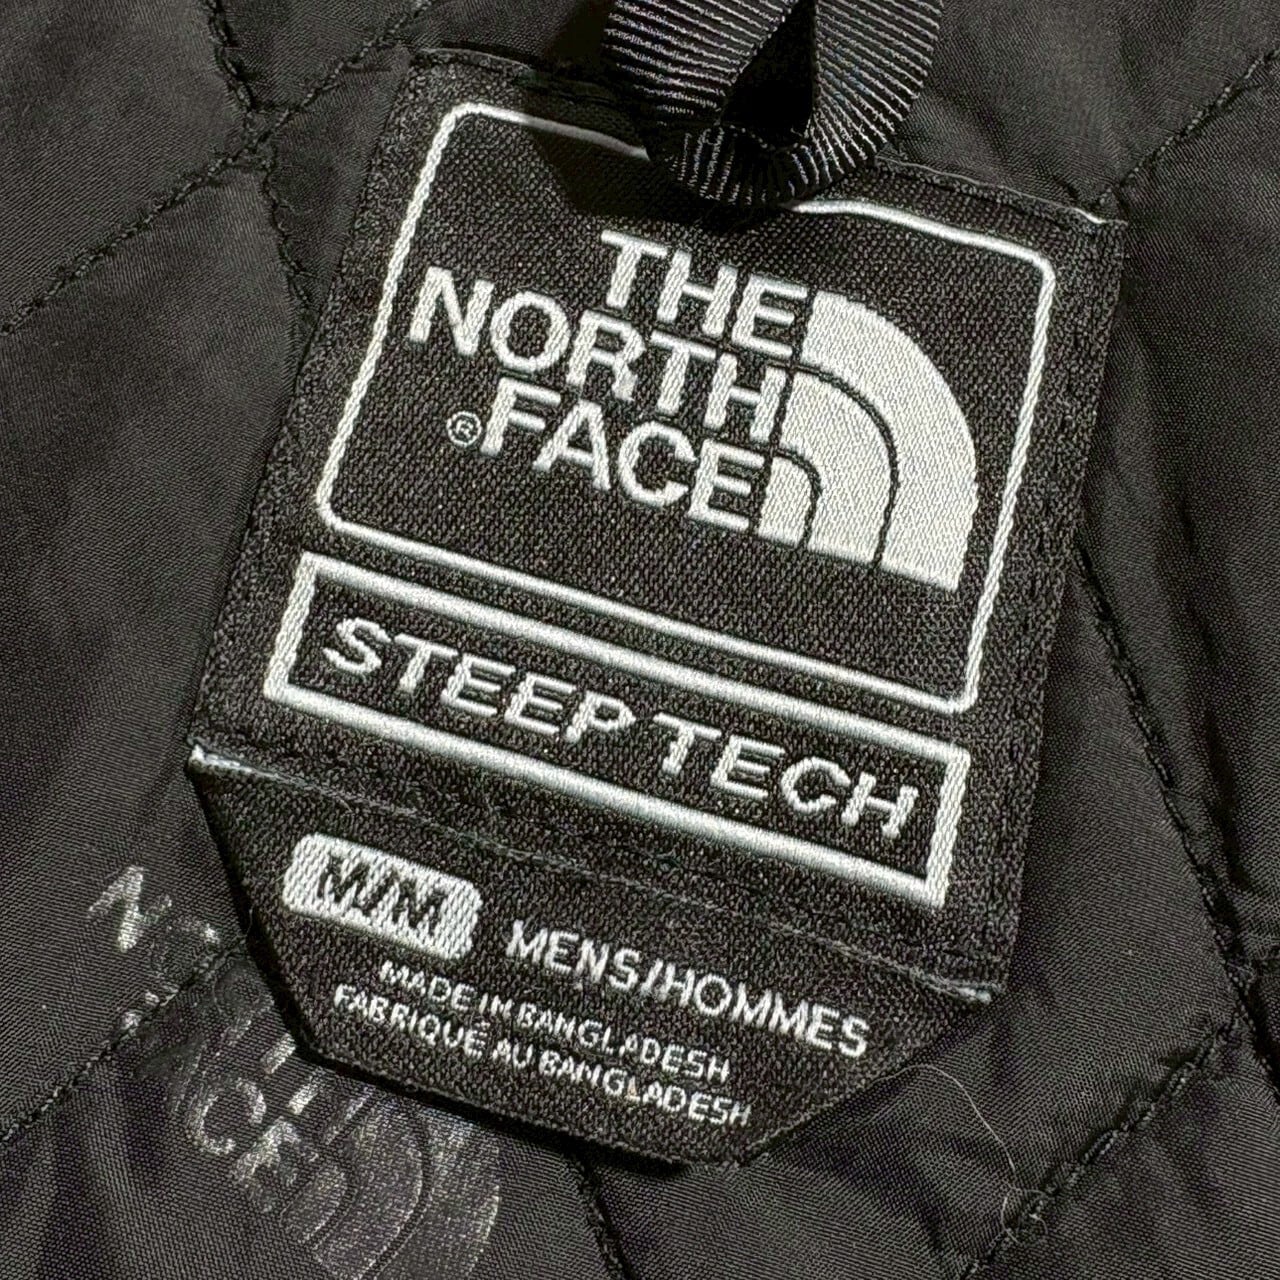 THE
NORTH
®FACE
STEEP TECH
M/M MENS/HOMMES
MADE IN BANGLADESH
FABRIQUÉ AU BANGLADESH